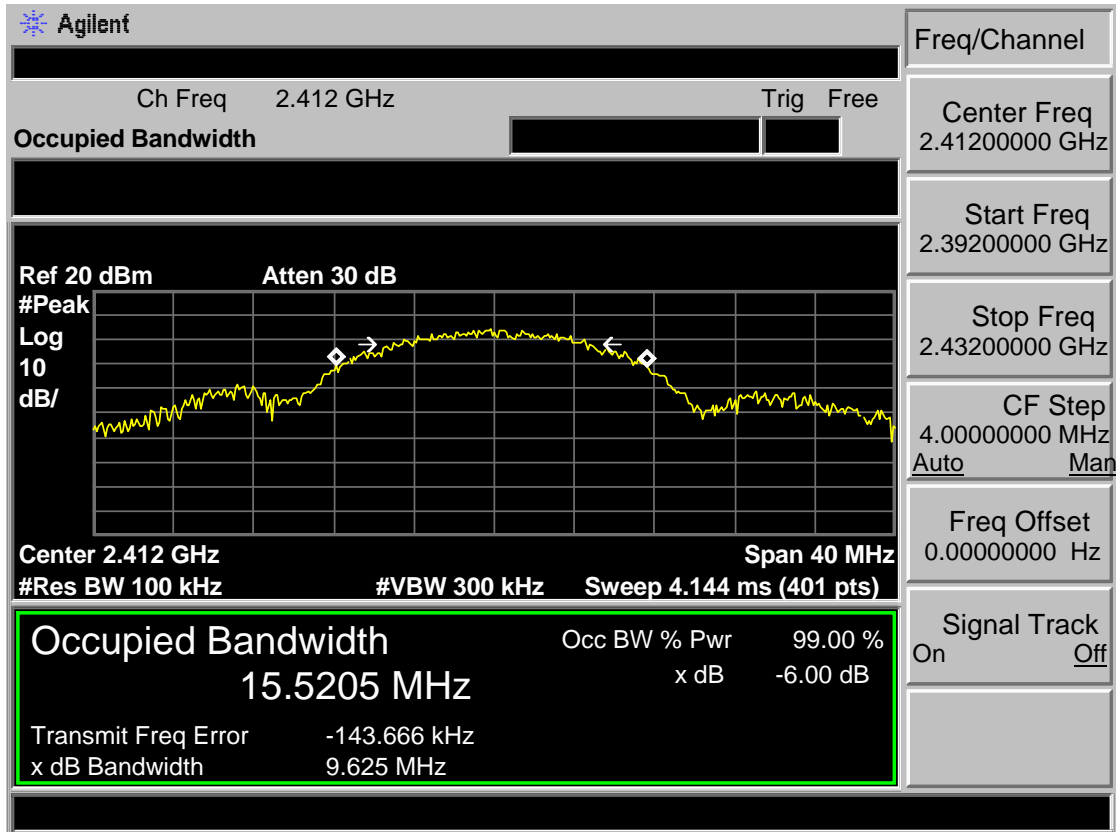 Agilent
Freq/Channel
Ch Freq 2.412 GHz Trig Free
Occupied Bandwidth
Center Freq
2.41200000 GHz
Start Freq
2.39200000 GHz
Stop Freq
2.43200000 GHz
CF Step
4.00000000 MHz
Auto Man
Freq Offset
0.00000000 Hz
Signal Track
On Off
Ref 20 dBm Atten 30 dB
#Peak
Log
10
dB/
Center 2.412 GHz Span 40 MHz
#Res BW 100 kHz #VBW 300 kHz Sweep 4.144 ms (401 pts)
Occupied Bandwidth Occ BW % Pwr 99.00 %
15.5205 MHz x dB -6.00 dB
Transmit Freq Error -143.666 kHz
x dB Bandwidth 9.625 MHz